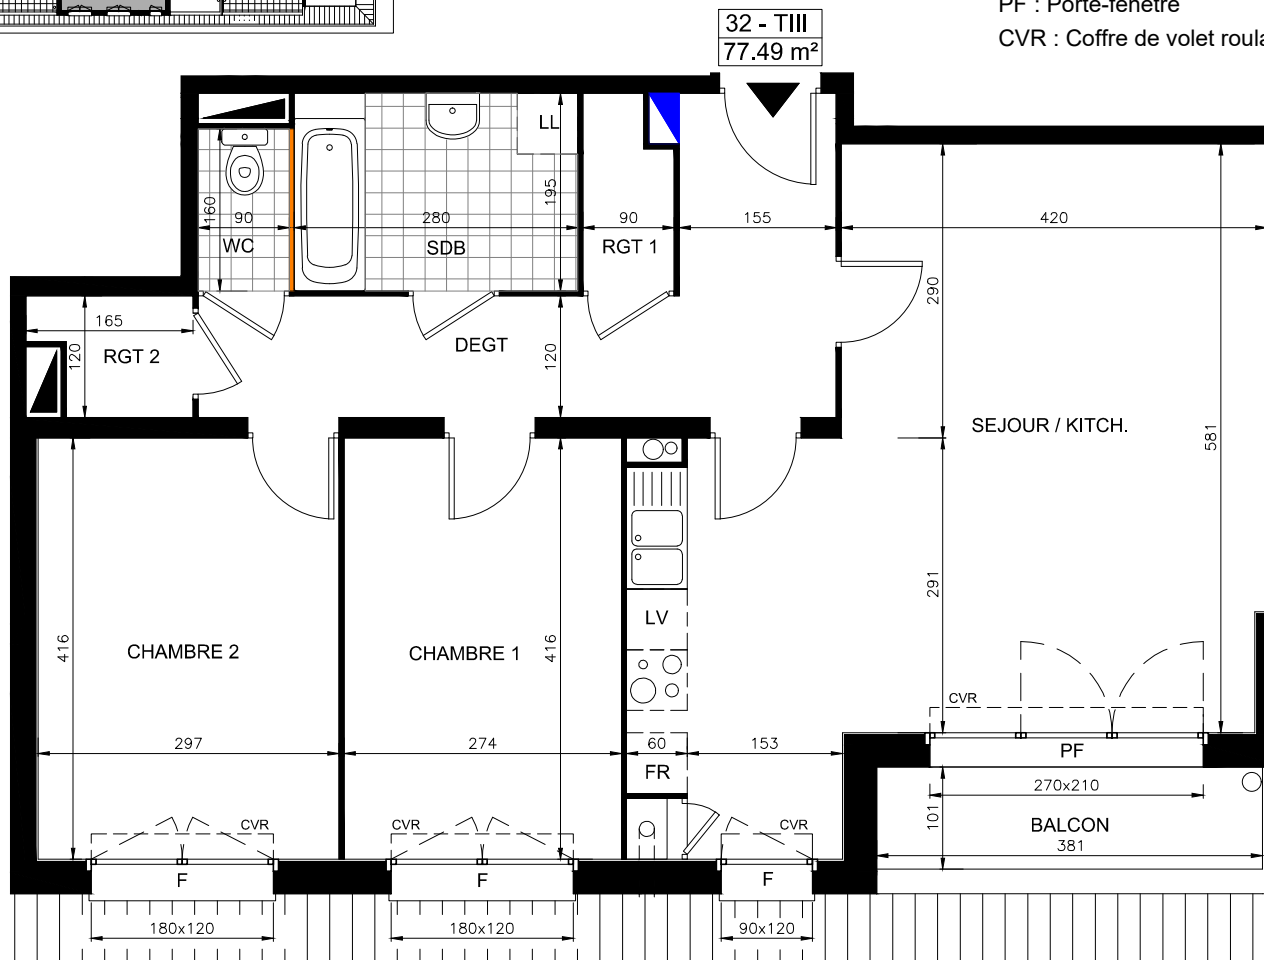 PF : Porte-fenêtre
CVR : Coffre de volet roula
32 - TIII
77.49 m²
LL
160
90
WC
280
SDB
195
90
RGT 1
155
420
290
165
RGT 2
120
DEGT
120
SEJOUR / KITCH.
581
291
LV
416
CHAMBRE 2
CHAMBRE 1
416
CVR
297
274
60
153
FR
PF
270x210
101
BALCON
381
CVR
CVR
CVR
F
F
F
180x120
180x120
90x120